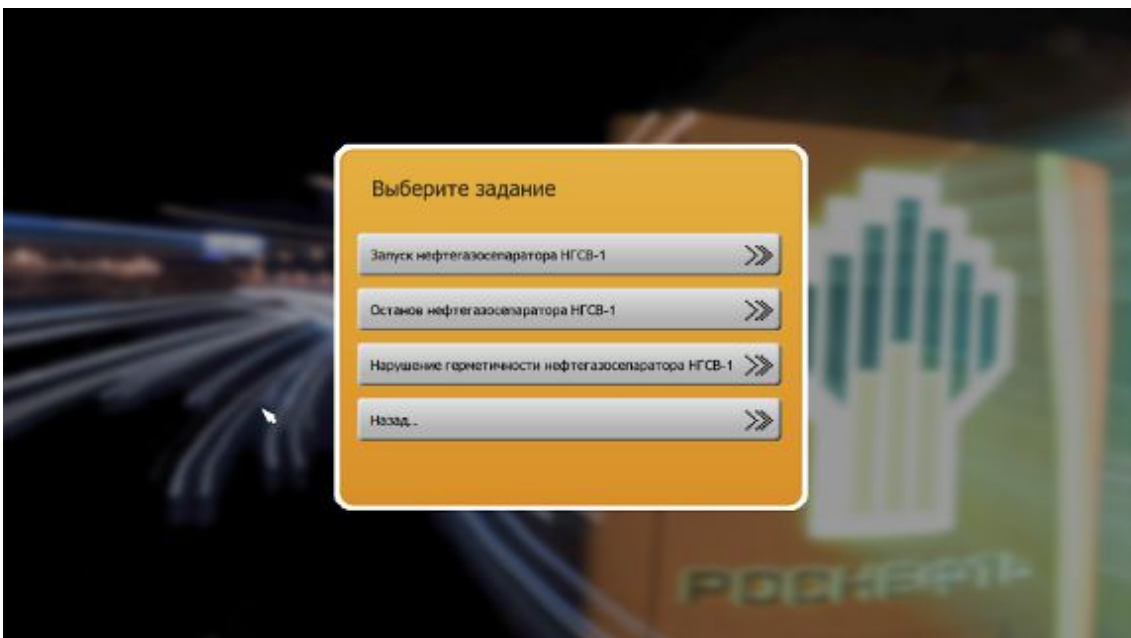 Выберите задание
Запуск нефтегазосепаратора НГСВ-1
Останов нефтегазосепаратора НГСВ-1
Нарушение герметичности нефтегазосепаратора НГСВ-1
Назад...
РОСНЕФТЬ